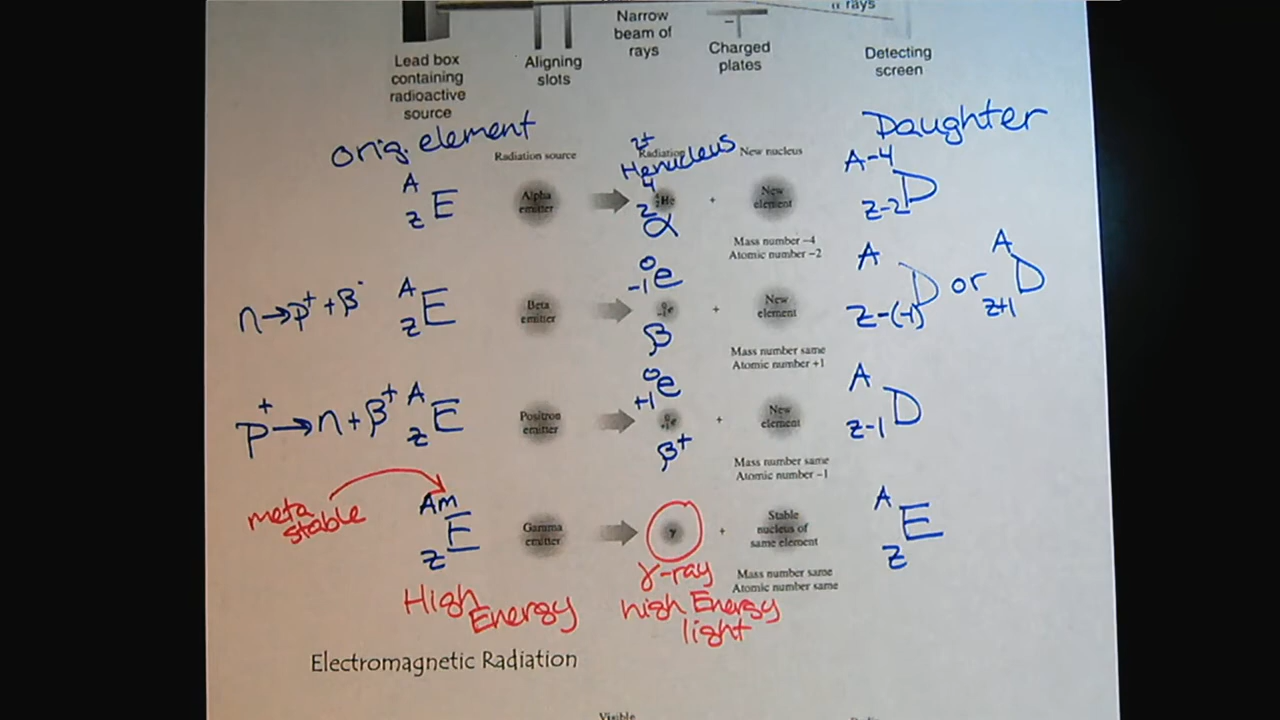 α rays
Narrow
beam of
rays
−
Charged
plates
Lead box
containing
radioactive
source
Aligning
slots
Detecting
screen
orig. element
Radiation source
Radiation
2+
He nucleus
New nucleus
Daughter
A
Z E
Alpha
emitter
4
2 He
α
+
New
element
A-4
Z-2 D
Mass number −4
Atomic number −2
n→p⁺+β⁻
A
Z E
Beta
emitter
0
-1 e
β
+
New
element
A
Z-(-1) D or A
Z+1 D
Mass number same
Atomic number +1
p⁺→n+β⁺
A
Z E
Positron
emitter
0
+1 e
β⁺
+
New
element
A
Z-1 D
Mass number same
Atomic number −1
meta
stable
Am
Z E
Gamma
emitter
γ
+
Stable
nucleus of
same element
A
Z E
Mass number same
Atomic number same
High
Energy
γ-ray
high Energy
light
Electromagnetic Radiation
Visible